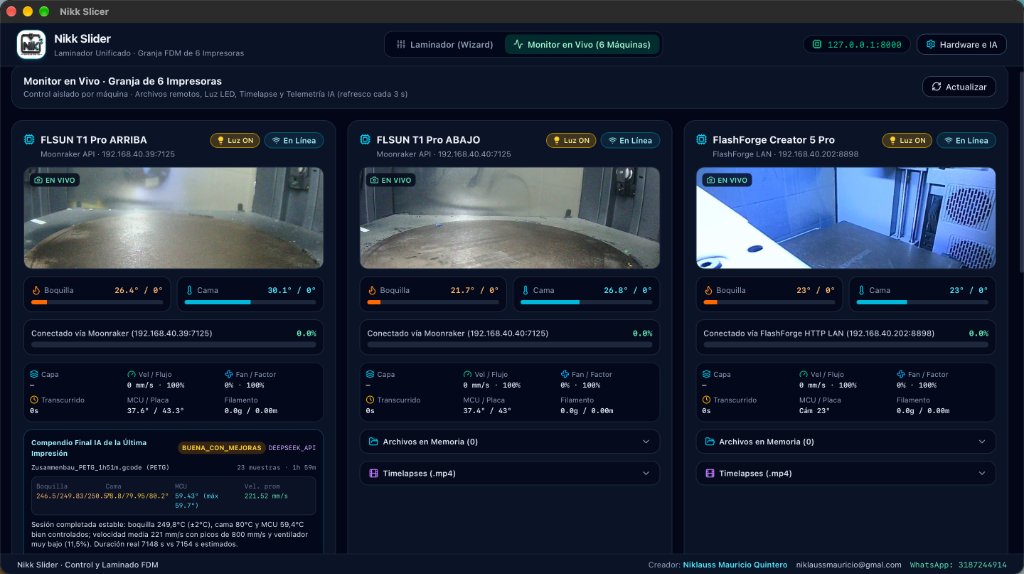 Nikk Slicer
Nikk Slider
Laminador Unificado · Granja FDM de 6 Impresoras
Laminador (Wizard)
Monitor en Vivo (6 Máquinas)
127.0.0.1:8000
Hardware e IA
Monitor en Vivo · Granja de 6 Impresoras
Control aislado por máquina · Archivos remotos, Luz LED, Timelapse y Telemetría IA (refresco cada 3 s)
Actualizar
FLSUN T1 Pro ARRIBA
Luz ON
En Línea
Moonraker API · 192.168.40.39:7125
EN VIVO
Boquilla 26.4° / 0°
Cama 30.1° / 0°
Conectado vía Moonraker (192.168.40.39:7125) 0.0%
Capa
—
Vel / Flujo
0 mm/s · 100%
Fan / Factor
0% · 100%
Transcurrido
0s
MCU / Placa
37.6° / 43.3°
Filamento
0.0g / 0.00m
Compendio Final IA de la Última
Impresión
BUENA_CON_MEJORAS
DEEPSEEK_API
Zusammenbau_PETG_1h51m.gcode (PETG)
23 muestras · 1h 59m
Boquilla
Cama
246.5/249.83/250.5°
/79.95/80.2°
MCU
59.43° (máx
59.7°)
Vel. prom
221.52 mm/s
Sesión completada estable: boquilla 249,8°C (±2°C), cama 80°C y MCU 59,4°C
bien controlados; velocidad media 221 mm/s con picos de 800 mm/s y ventilador
muy bajo (11,5%). Duración real 7148 s vs 7154 s estimados.
FLSUN T1 Pro ABAJO
Luz ON
En Línea
Moonraker API · 192.168.40.40:7125
EN VIVO
Boquilla 21.7° / 0°
Cama 26.8° / 0°
Conectado vía Moonraker (192.168.40.40:7125) 0.0%
Capa
—
Vel / Flujo
0 mm/s · 100%
Fan / Factor
0% · 100%
Transcurrido
0s
MCU / Placa
37.4° / 43°
Filamento
0.0g / 0.00m
Archivos en Memoria (0)
Timelapses (.mp4)
FlashForge Creator 5 Pro
Luz ON
En Línea
FlashForge LAN · 192.168.40.202:8898
EN VIVO
Boquilla 23° / 0°
Cama 23° / 0°
Conectado vía FlashForge HTTP LAN (192.168.40.202:8898) 0.0%
Capa
—
Vel / Flujo
0 mm/s · 100%
Fan / Factor
0% · 100%
Transcurrido
0s
MCU / Placa
Cám 23°
Filamento
0.0g / 0.00m
Archivos en Memoria (0)
Timelapses (.mp4)
Nikk Slicer · Control y Laminado FDM
Creador: Niklauss Mauricio Quintero
niklaussmauricio@gmail.com
WhatsApp: 3187244914